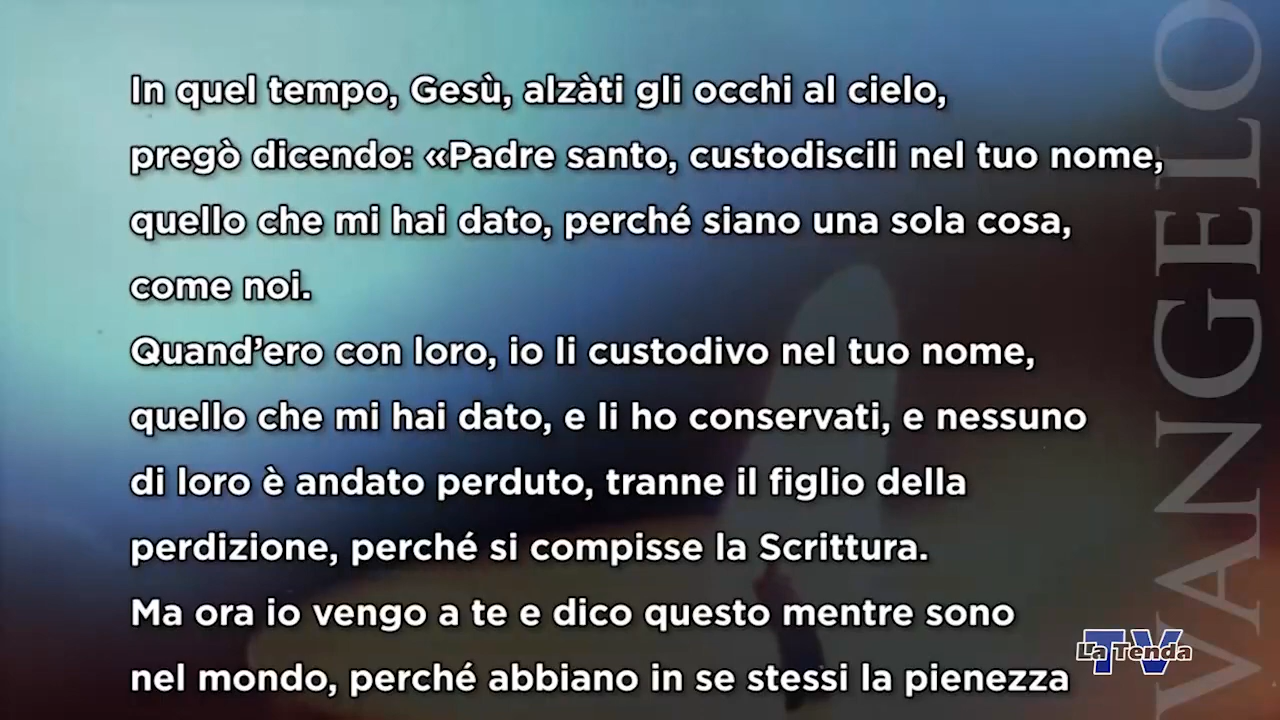 In quel tempo, Gesù, alzàti gli occhi al cielo,
pregò dicendo: «Padre santo, custodiscili nel tuo nome,
quello che mi hai dato, perché siano una sola cosa,
come noi.
Quand’ero con loro, io li custodivo nel tuo nome,
quello che mi hai dato, e li ho conservati, e nessuno
di loro è andato perduto, tranne il figlio della
perdizione, perché si compisse la Scrittura.
Ma ora io vengo a te e dico questo mentre sono
nel mondo, perché abbiano in se stessi la pienezza
VANGELO
La Tenda
TV